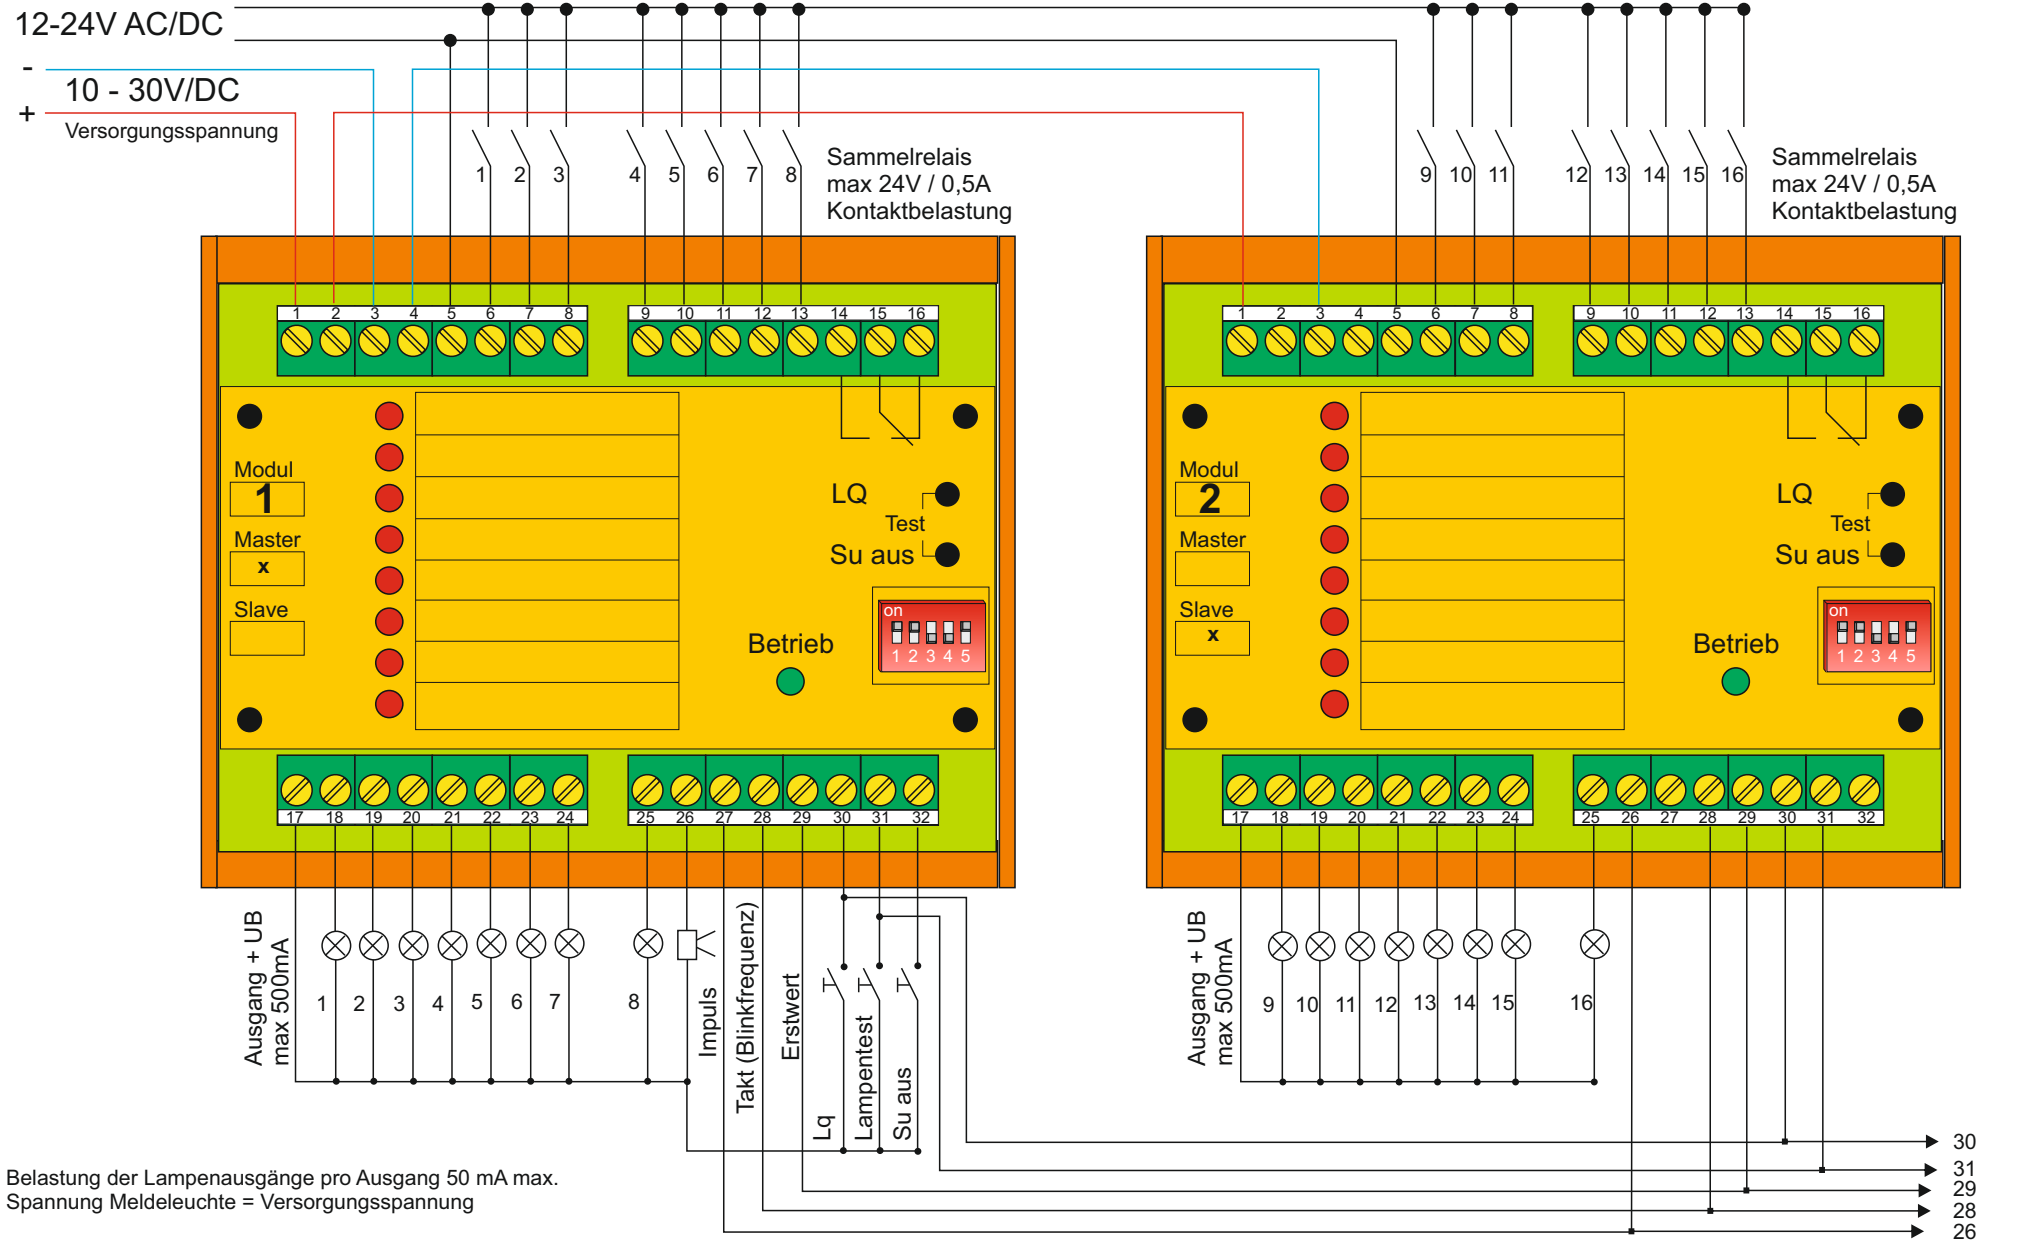 12-24V AC/DC
-
10 - 30V/DC
+
Versorgungsspannung
1 2 3 4 5 6 7 8
Sammelrelais
max 24V / 0,5A
Kontaktbelastung
9 10 11 12 13 14 15 16
Sammelrelais
max 24V / 0,5A
Kontaktbelastung
1 2 3 4 5 6 7 8 9 10 11 12 13 14 15 16
Modul
1
Master
x
Slave
LQ
Test
Su aus
Betrieb
on
1 2 3 4 5
17 18 19 20 21 22 23 24 25 26 27 28 29 30 31 32
1 2 3 4 5 6 7 8 9 10 11 12 13 14 15 16
Modul
2
Master
Slave
x
LQ
Test
Su aus
Betrieb
on
1 2 3 4 5
17 18 19 20 21 22 23 24 25 26 27 28 29 30 31 32
Ausgang + UB
max 500mA
1 2 3 4 5 6 7 8
Impuls
Takt (Blinkfrequenz)
Erstwert
Lq
Lampentest
Su aus
Ausgang + UB
max 500mA
9 10 11 12 13 14 15 16
30
31
29
28
26
Belastung der Lampenausgänge pro Ausgang 50 mA max.
Spannung Meldeleuchte = Versorgungsspannung